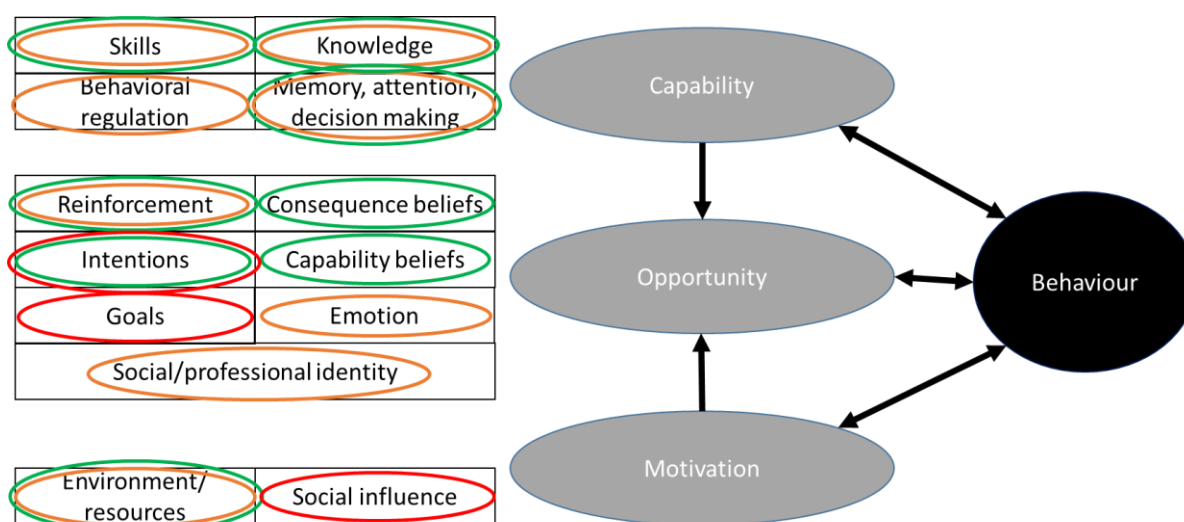 Skills
Knowledge
Behavioral
regulation
Memory, attention,
decision making
Reinforcement
Consequence beliefs
Intentions
Capability beliefs
Goals
Emotion
Social/professional identity
Environment/
resources
Social influence
Capability
Opportunity
Motivation
Behaviour